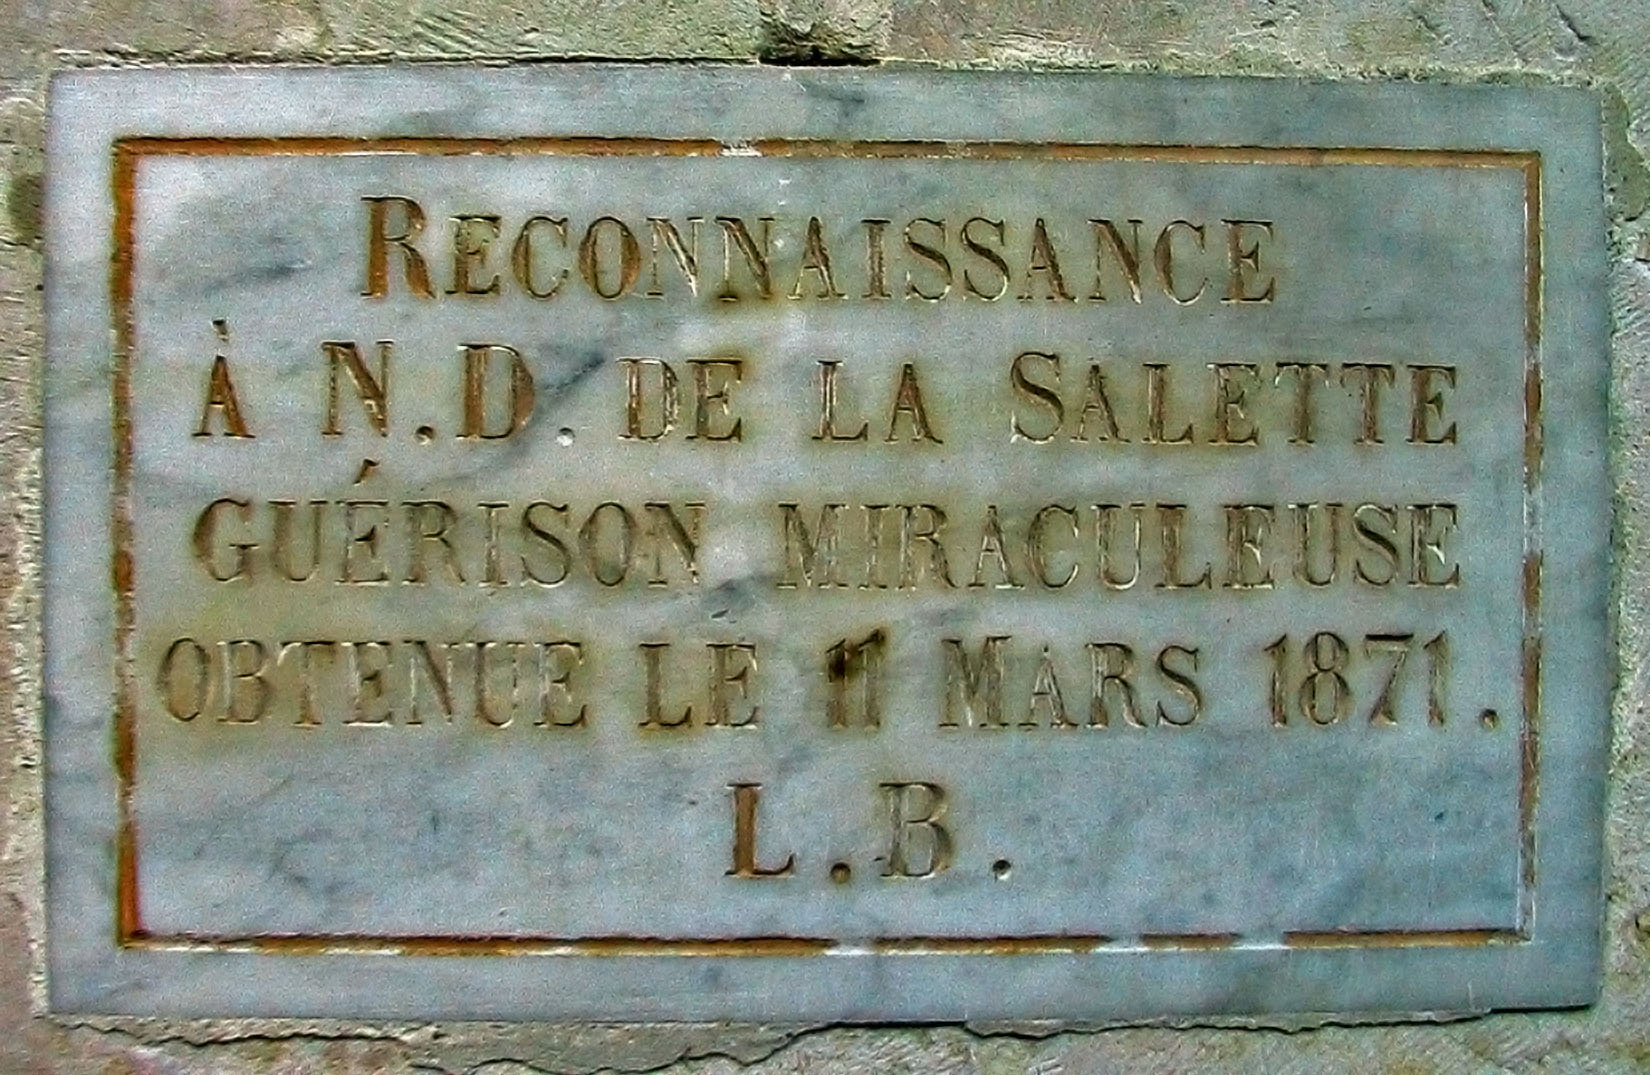 RECONNAISSANCE
À N.D. DE LA SALETTE
GUÉRISON MIRACULEUSE
OBTENUE LE 11 MARS 1871.
L.B.